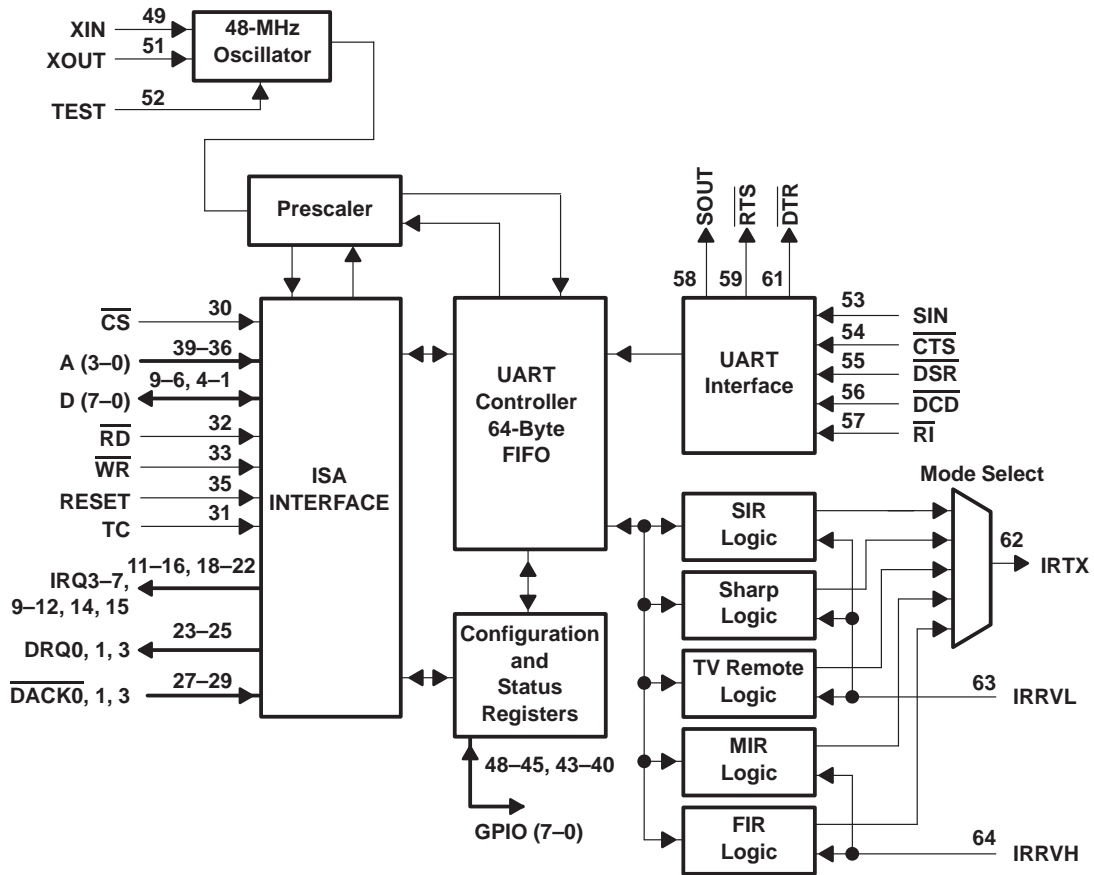 XIN
49
XOUT
51
TEST
52
48-MHz
Oscillator
Prescaler
SOUT
RTS
DTR
58
59
61
CS
30
A (3–0)
39–36
D (7–0)
9–6, 4–1
RD
32
WR
33
RESET
35
TC
31
IRQ3–7,
9–12, 14, 15
11–16, 18–22
DRQ0, 1, 3
23–25
DACK0, 1, 3
27–29
ISA
INTERFACE
UART
Controller
64-Byte
FIFO
UART
Interface
53
SIN
54
CTS
55
DSR
56
DCD
57
RI
Configuration
and
Status
Registers
48–45, 43–40
GPIO (7–0)
SIR
Logic
Sharp
Logic
TV Remote
Logic
MIR
Logic
FIR
Logic
Mode Select
62
IRTX
63
IRRVL
64
IRRVH